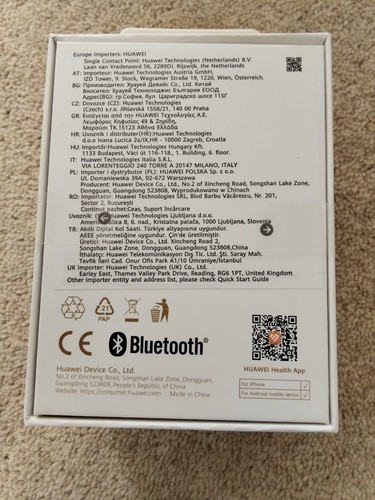 Europe Importers: HUAWEI
Single Contact Point: Huawei Technologies (Netherlands) B.V.
Laan van Vredenoord 56, 2289DJ, Rijswijk, the Netherlands
AT: Importeur: Huawei Technologies Austria GmbH,
IZD Tower, 9. Stock, Wagramer Straße 19, 1220, Wien, Österreich.
BG: Производител: Хуауей Дивайс Co., Ltd. Китай
Вносител: Хуауей Технолоджис България ЕООД
Адрес(BG): гр.София, бул. Цариградско шосе 115Г
CZ: Dovozce (CZ): Huawei Technologies
(Czech) s.r.o. Jihlavská 1558/21, 140 00 Praha
GR: Εισάγεται από την HUAWEI ΤΕΧΝΟΛΟΓΙΕΣ Α.Ε.
Λεωφόρος Κηφισίας 49 & Ζηρίδη,
Μαρούσι Τκ.15123 Αθήνα Ελλάδας
HR: Uvoznik i distributer(HR):Huawei Technologies
d.o.o Ivana Lucica 2a/IX,HR - 10000 Zagreb, Croatia
HU: Importőr:Huawei Technologies Hungary Kft.
1133 Budapest, Váci út 116-118., 1. Building, 6. floor.
IT: Huawei Technologies Italia S.R.L.
VIA LORENTEGGIO 240 TORRE A 20147 MILANO, ITALY
PL: Importer i dystrybutor (PL): HUAWEI POLSKA Sp. z o.o.
Ul. Domaniewska 39A, 02-672 Warszawa
Producent: Huawei Device Co., Ltd., No.2 of Xincheng Road, Songshan Lake Zone,
Dongguan, Guangdong 523808, Wyprodukowano w Chinach
RO: Importator: Huawei Technologies SRL, Blvd Barbu Văcărescu, Nr. 201,
Sector 2, București
Conținut pachet:Ceas, Suport încărcare
Uvoznik: Huawei Technologies Ljubljana d.o.o.
8, 6. nad., Kristalna palača, 1000 Ljubljana, Slovenia
TR: Akıllı Dijital Kol Saati. Türkiye altyapısına uygundur.
AEEE yönetmeliğine uygundur. Çin'de üretilmiştir.
Üretici: Huawei Device Co., Ltd. Xincheng Road 2,
Songshan Lake Zone, Dongguan, Guangdong 523808,CHINA
İthalatçı: Huawei Telekomünikasyon Dış Tic. Ltd. Şti. Saray Mah.
Tevfik İleri Cad. Onur Ofis Park A1/10 Ümraniye/İstanbul
UK Importer: Huawei Technologies (UK) Co., Ltd.
Earley East, Thames Valley Park Drive, Reading, RG6 1PT, United Kingdom
Other importer entity and address list, please check Quick Start Guide
21
PAP
CE
Bluetooth®
Huawei Device Co., Ltd.
No.2 of Xincheng Road, Songshan Lake Zone, Dongguan,
Guangdong 523808, People's Republic of China
Website: https://consumer.huawei.com
Made in China
HUAWEI Health App
For iPhone
For Android mobile device